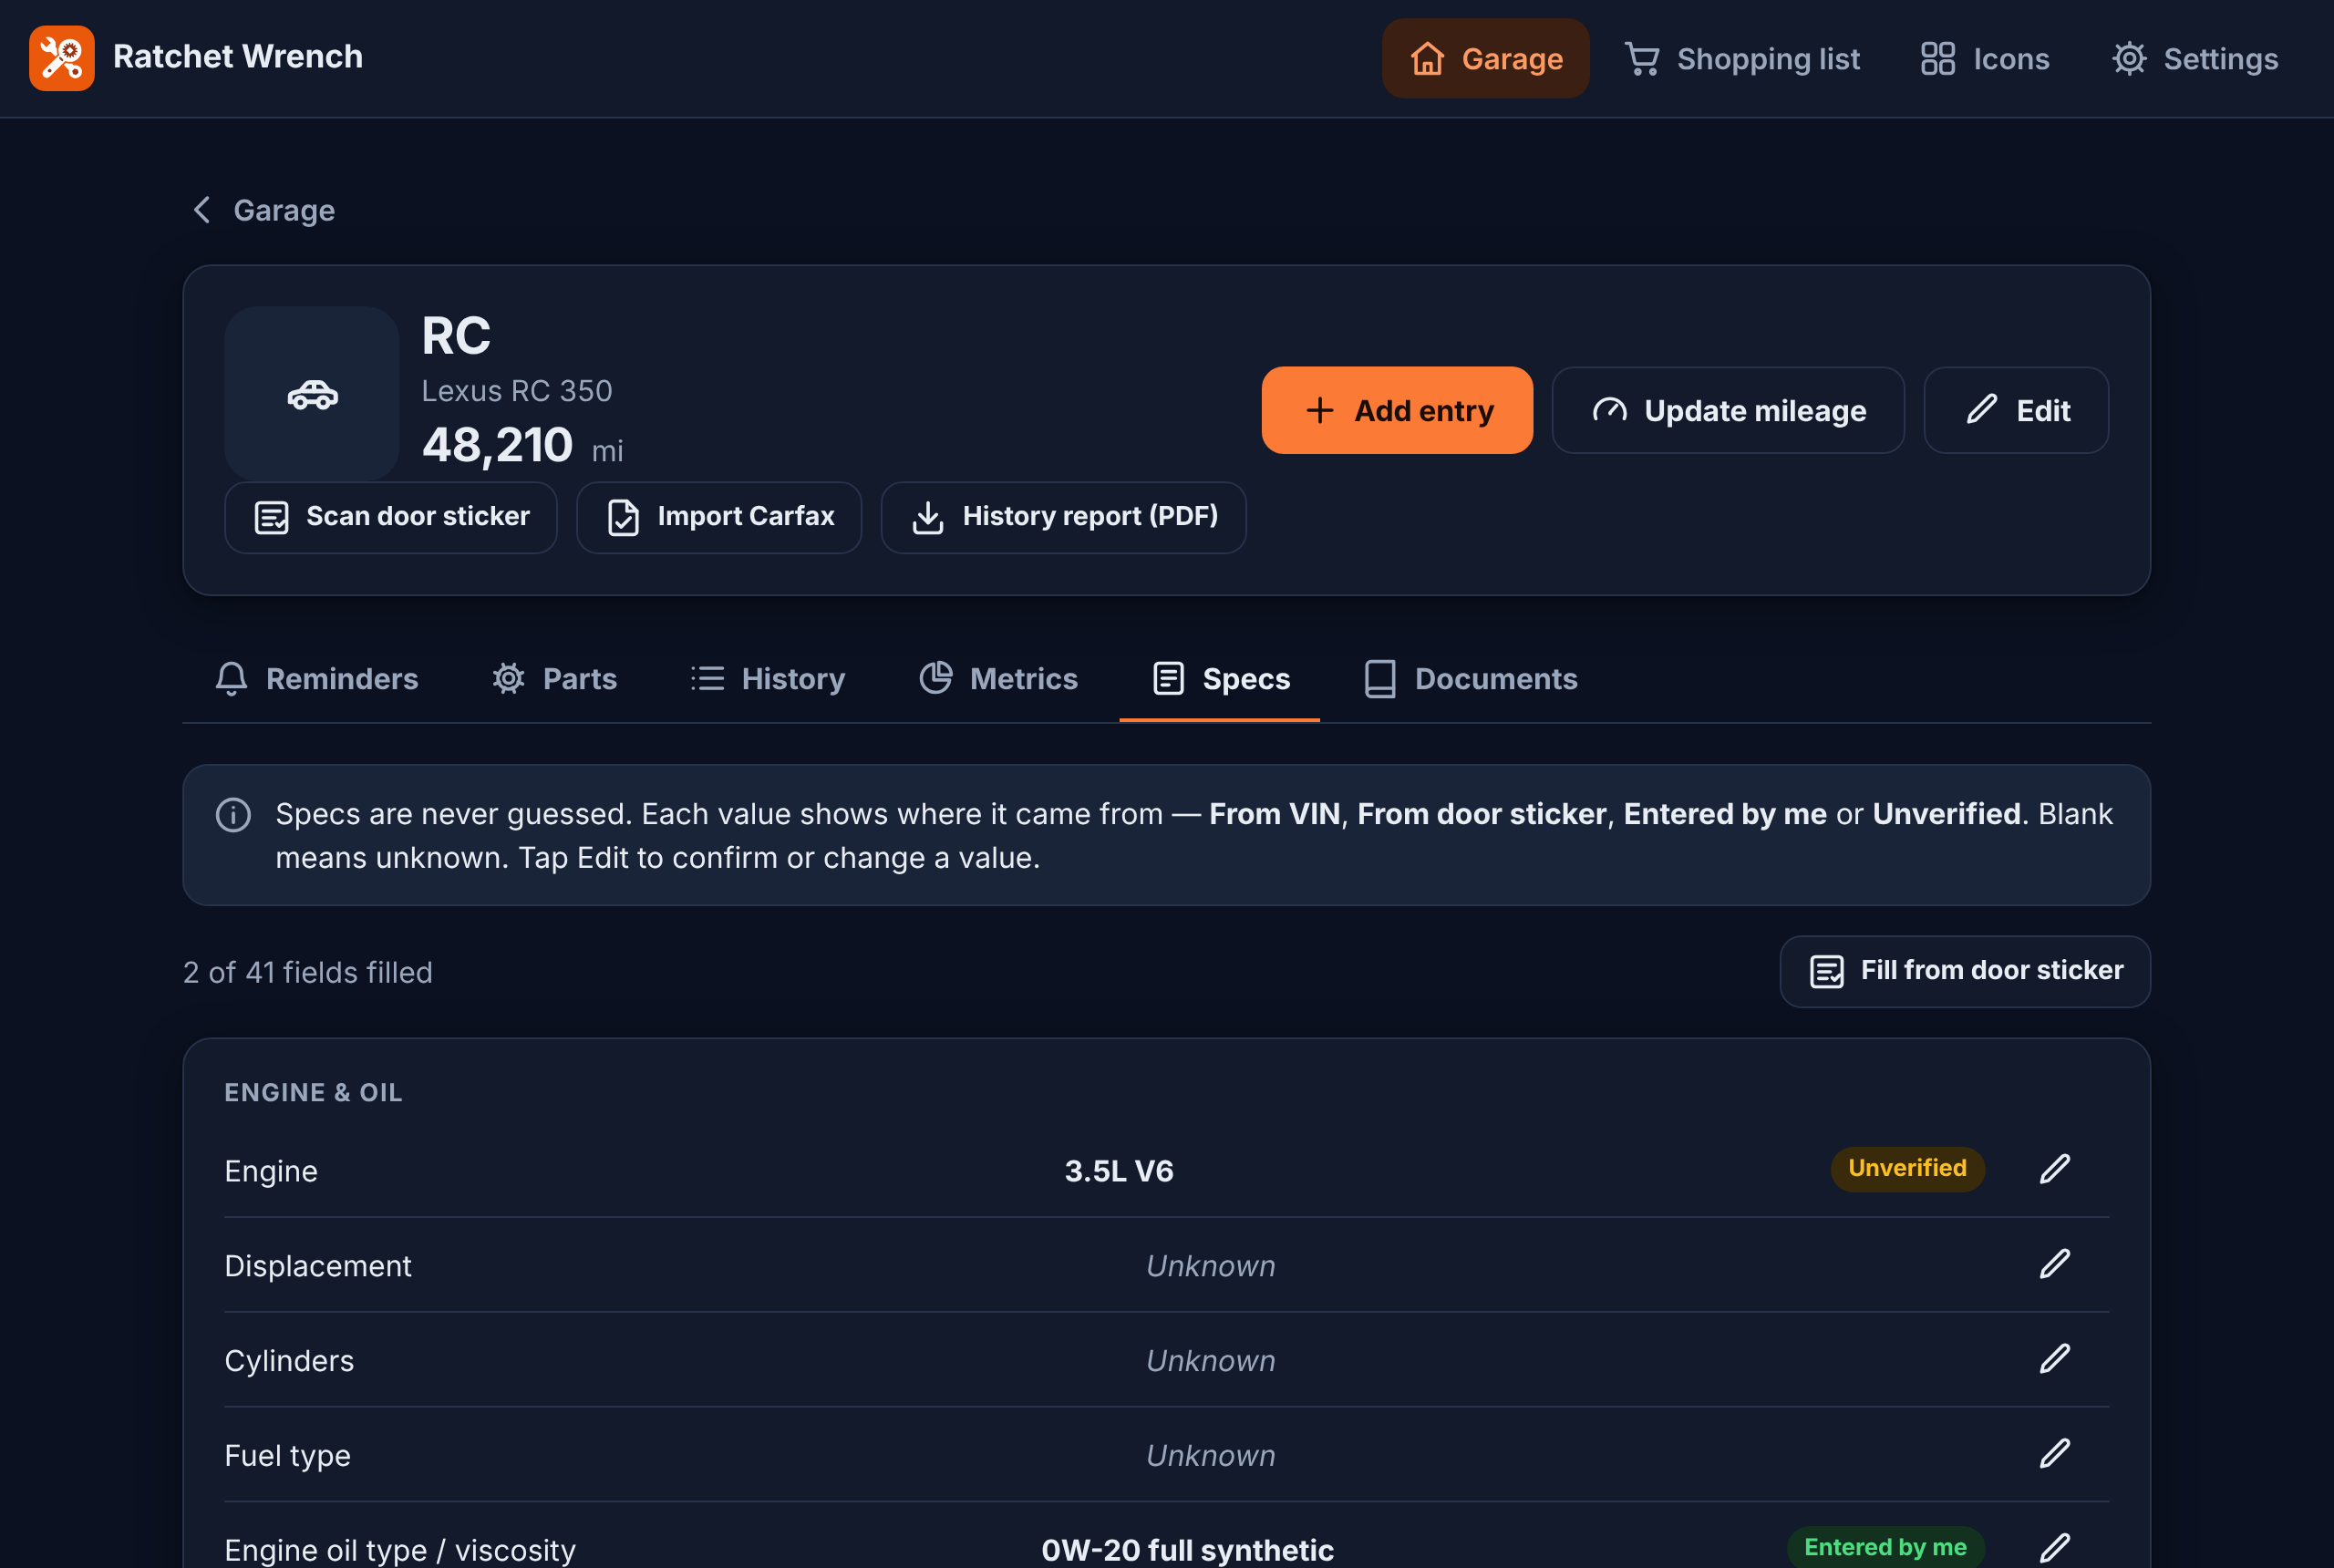 Ratchet Wrench
Garage
Shopping list
Icons
Settings
Garage
RC
Lexus RC 350
48,210 mi
Add entry
Update mileage
Edit
Scan door sticker
Import Carfax
History report (PDF)
Reminders
Parts
History
Metrics
Specs
Documents
Specs are never guessed. Each value shows where it came from — From VIN, From door sticker, Entered by me or Unverified. Blank
means unknown. Tap Edit to confirm or change a value.
2 of 41 fields filled
Fill from door sticker
ENGINE & OIL
Engine
3.5L V6
Unverified
Displacement
Unknown
Cylinders
Unknown
Fuel type
Unknown
Engine oil type / viscosity
0W-20 full synthetic
Entered by me